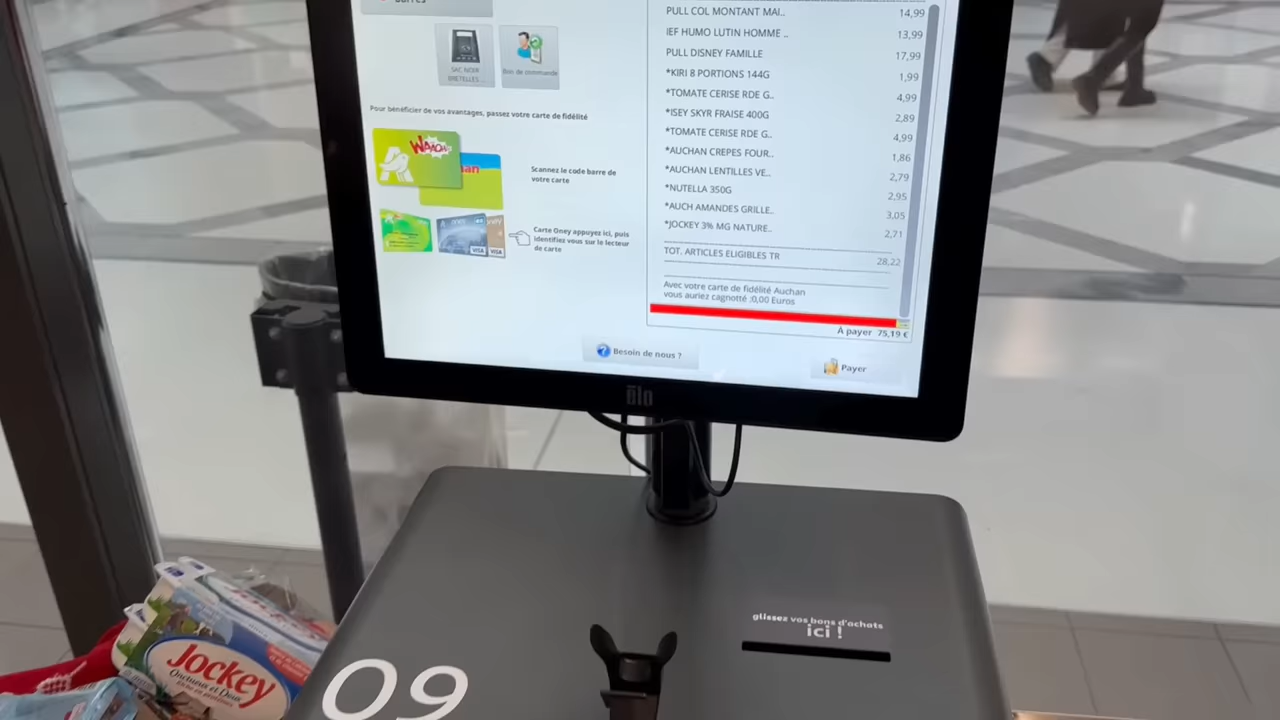 Barres
SAC NOIR
BRETELLES...
Bon de commande
Pour bénéficier de vos avantages, passez votre carte de fidélité
WAAOH
Scannez le code barre de
votre carte
Carte Oney appuyez ici, puis
identifiez vous sur le lecteur
de carte
VISA
VISA
PULL COL MONTANT MAI.. 14,99
IEF HUMO LUTIN HOMME .. 13,99
PULL DISNEY FAMILLE 17,99
*KIRI 8 PORTIONS 144G 1,99
*TOMATE CERISE RDE G.. 4,99
*ISEY SKYR FRAISE 400G 2,89
*TOMATE CERISE RDE G.. 4,99
*AUCHAN CREPES FOUR.. 1,86
*AUCHAN LENTILLES VE.. 2,79
*NUTELLA 350G 2,95
*AUCH AMANDES GRILLE.. 3,05
*JOCKEY 3% MG NATURE.. 2,71
TOT. ARTICLES ELIGIBLES TR 28,22
Avec votre carte de fidélité Auchan
vous auriez cagnotté :0,00 Euros
À payer 75,19 €
Besoin de nous ?
Payer
elo
glissez vos bons d'achats
ici !
Jockey
Onctueux et Doux
09